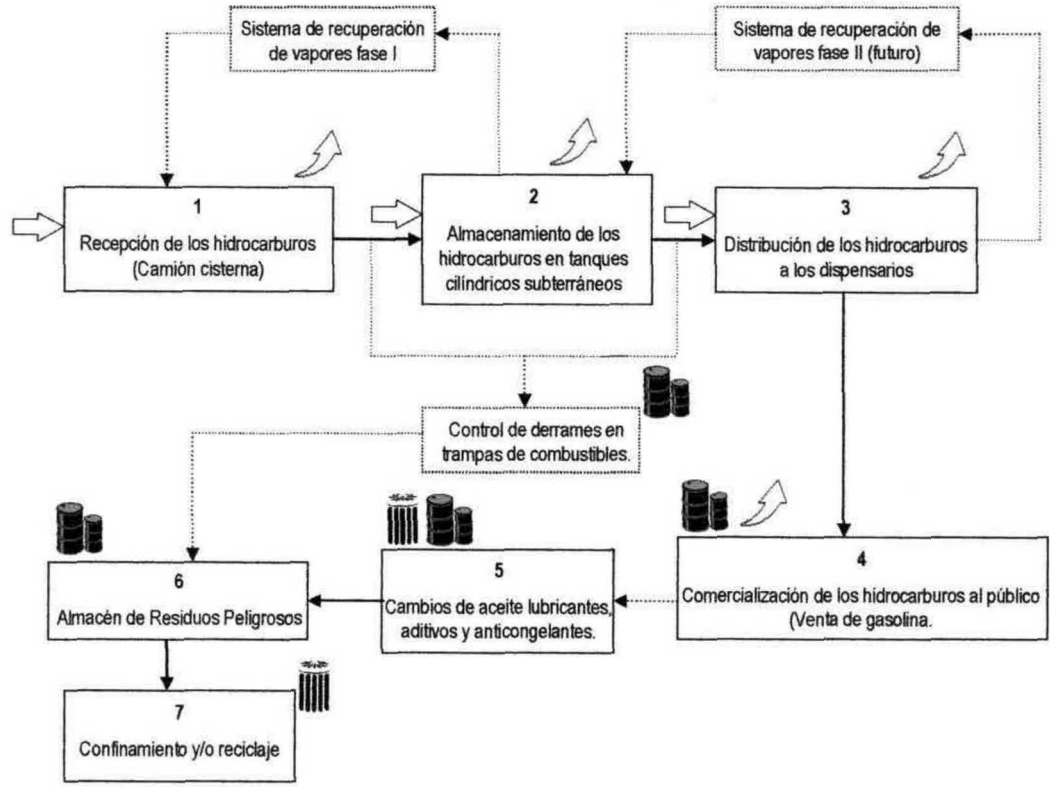 Sistema de recuperación
de vapores fase I
Sistema de recuperación de
vapores fase II (futuro)
1
Recepción de los hidrocarburos
(Camión cisterna)
2
Almacenamiento de los
hidrocarburos en tanques
cilíndricos subterráneos
3
Distribución de los hidrocarburos
a los dispensarios
Control de derrames en
trampas de combustibles.
4
Comercialización de los hidrocarburos al público
(Venta de gasolina.
5
Cambios de aceite lubricantes,
aditivos y anticongelantes.
6
Almacén de Residuos Peligrosos
7
Confinamiento y/o reciclaje